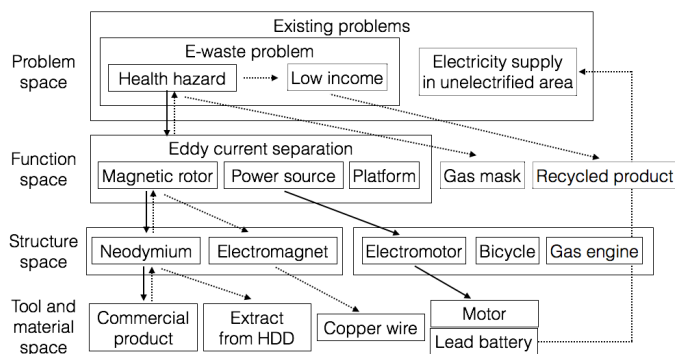 Existing problems
Problem
space
E-waste problem
Health hazard
Low income
Electricity supply
in unelectrified area
Function
space
Eddy current separation
Magnetic rotor
Power source
Platform
Gas mask
Recycled product
Structure
space
Neodymium
Electromagnet
Electromotor
Bicycle
Gas engine
Tool and
material
space
Commercial
product
Extract
from HDD
Copper wire
Motor
Lead battery